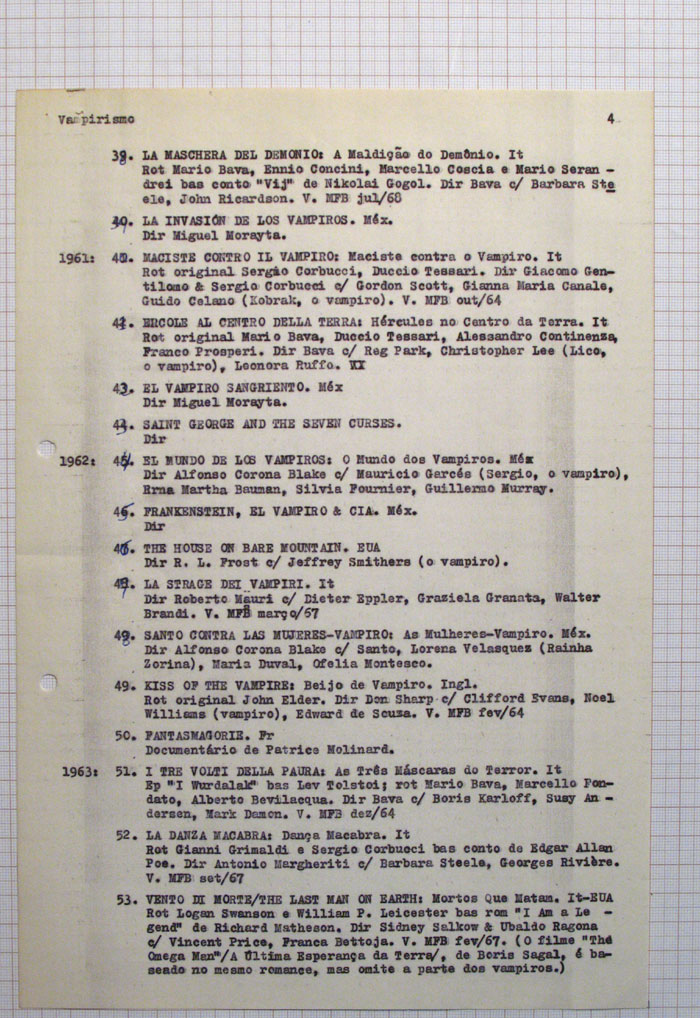 Vampirismo 4
38. LA MASCHERA DEL DEMONIO: A Maldição do Demônio. It
Rot Mario Bava, Ennio Concini, Marcello Coscia e Mario Seran -
drei bas conto "Vij" de Nikolai Gogol. Dir Bava c/ Barbara Ste
ele, John Ricardson. V. MFB jul/68
39. LA INVASIÓN DE LOS VAMPIROS. Méx.
Dir Miguel Morayta.
1961: 40. MACISTE CONTRO IL VAMPIRO: Maciste contra o Vampiro. It
Rot original Sergio Corbucci, Duccio Tessari. Dir Giacomo Gen-
tilomo & Sergio Corbucci c/ Gordon Scott, Gianna Maria Canale,
Guido Celano (Kobrak, o vampiro). V. MFB out/64
41. ERCOLE AL CENTRO DELLA TERRA: Hércules no Centro da Terra. It
Rot original Mario Bava, Duccio Tessari, Alessandro Continenza,
Franco Prosperi. Dir Bava c/ Reg Park, Christopher Lee (Lico,
o vampiro), Leonora Ruffo.
43. EL VAMPIRO SANGRIENTO. Méx
Dir Miguel Morayta.
43. SAINT GEORGE AND THE SEVEN CURSES.
Dir
1962: 44. EL MUNDO DE LOS VAMPIROS: O Mundo dos Vampiros. Méx
Dir Alfonso Corona Blake c/ Mauricio Garcés (Sergio, o vampiro),
Erna Martha Bauman, Silvia Fournier, Guillermo Murray.
45. FRANKENSTEIN, EL VAMPIRO & CIA. Méx.
Dir
46. THE HOUSE ON BARE MOUNTAIN. EUA
Dir R. L. Frost c/ Jeffrey Smithers (o vampiro).
47. LA STRAGE DEI VAMPIRI. It
Dir Roberto Mauri c/ Dieter Eppler, Graziela Granata, Walter
Brandi. V. MFB março/67
48. SANTO CONTRA LAS MUJERES-VAMPIRO: As Mulheres-Vampiro. Méx.
Dir Alfonso Corona Blake c/ Santo, Lorena Velasquez (Rainha
Zorina), Maria Duval, Ofelia Montesco.
49. KISS OF THE VAMPIRE: Beijo de Vampiro. Ingl.
Rot original John Elder. Dir Don Sharp c/ Clifford Evans, Noel
Williams (vampiro), Edward de Souza. V. MFB fev/64
50. FANTASMAGORIE. Fr
Documentário de Patrice Molinard.
1963: 51. I TRE VOLTI DELLA PAURA: As Três Máscaras do Terror. It
Ep "I Wurdalak" bas Lev Tolstoi; rot Mario Bava, Marcello Fon-
dato, Alberto Bevilacqua. Dir Bava c/ Boris Karloff, Susy An -
dersen, Mark Damon. V. MFB dez/64
52. LA DANZA MACABRA: Dança Macabra. It
Rot Gianni Grimaldi e Sergio Corbucci bas conto de Edgar Allan
Poe. Dir Antonio Margheriti c/ Barbara Steele, Georges Rivière.
V. MFB set/67
53. VENTO DI MORTE/THE LAST MAN ON EARTH: Mortos Que Matam. It-EUA
Rot Logan Swanson e William P. Leicester bas rom "I Am a Le -
gend" de Richard Matheson. Dir Sidney Salkow & Ubaldo Ragona
c/ Vincent Price, Franca Bettoja. V. MFB fev/67. (O filme "The
Omega Man"/A Última Esperança da Terra/, de Boris Sagal, é ba-
seado no mesmo romance, mas omite a parte dos vampiros.)